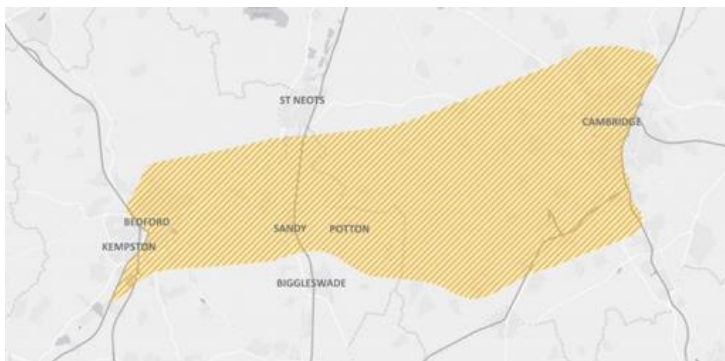 ST NEOTS
CAMBRIDGE
BEDFORD
SANDY
POTTON
KEMPSTON
BIGGLESWADE